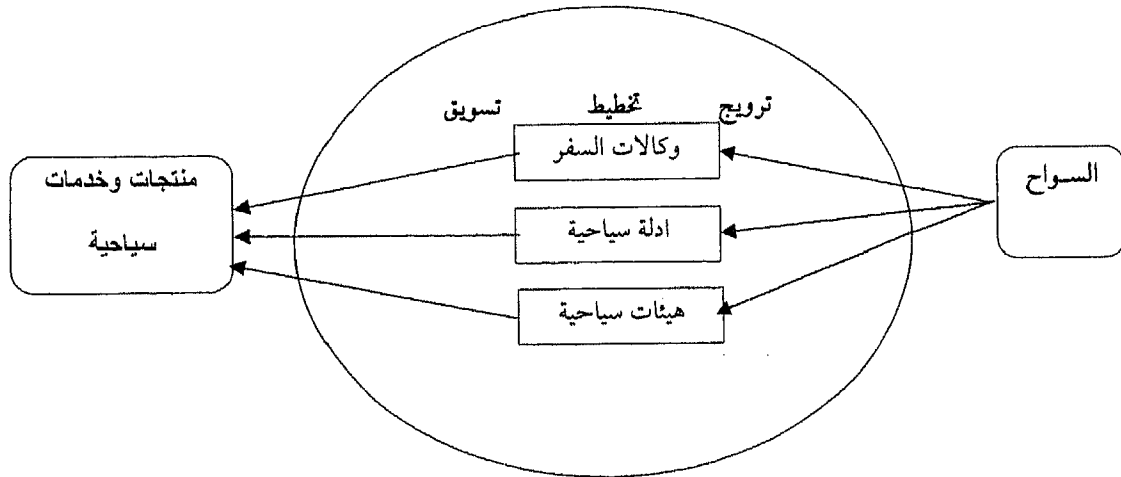 ترويج تخطيط تسويق
السواح
وكالات السفر
ادلة سياحية
هيئات سياحية
منتجات وخدمات
سياحية